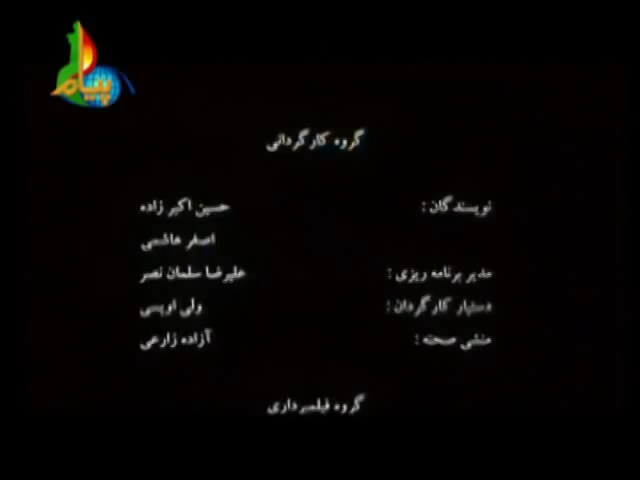 پیام
گروه کارگردانی
نویسندگان : حسین اکبر زاده
اصغر هاشمی
مدیر برنامه ریزی : علیرضا سلمان نصر
دستیار کارگردان : ولی اویسی
منشی صحنه : آزاده زارعی
گروه فیلمبرداری